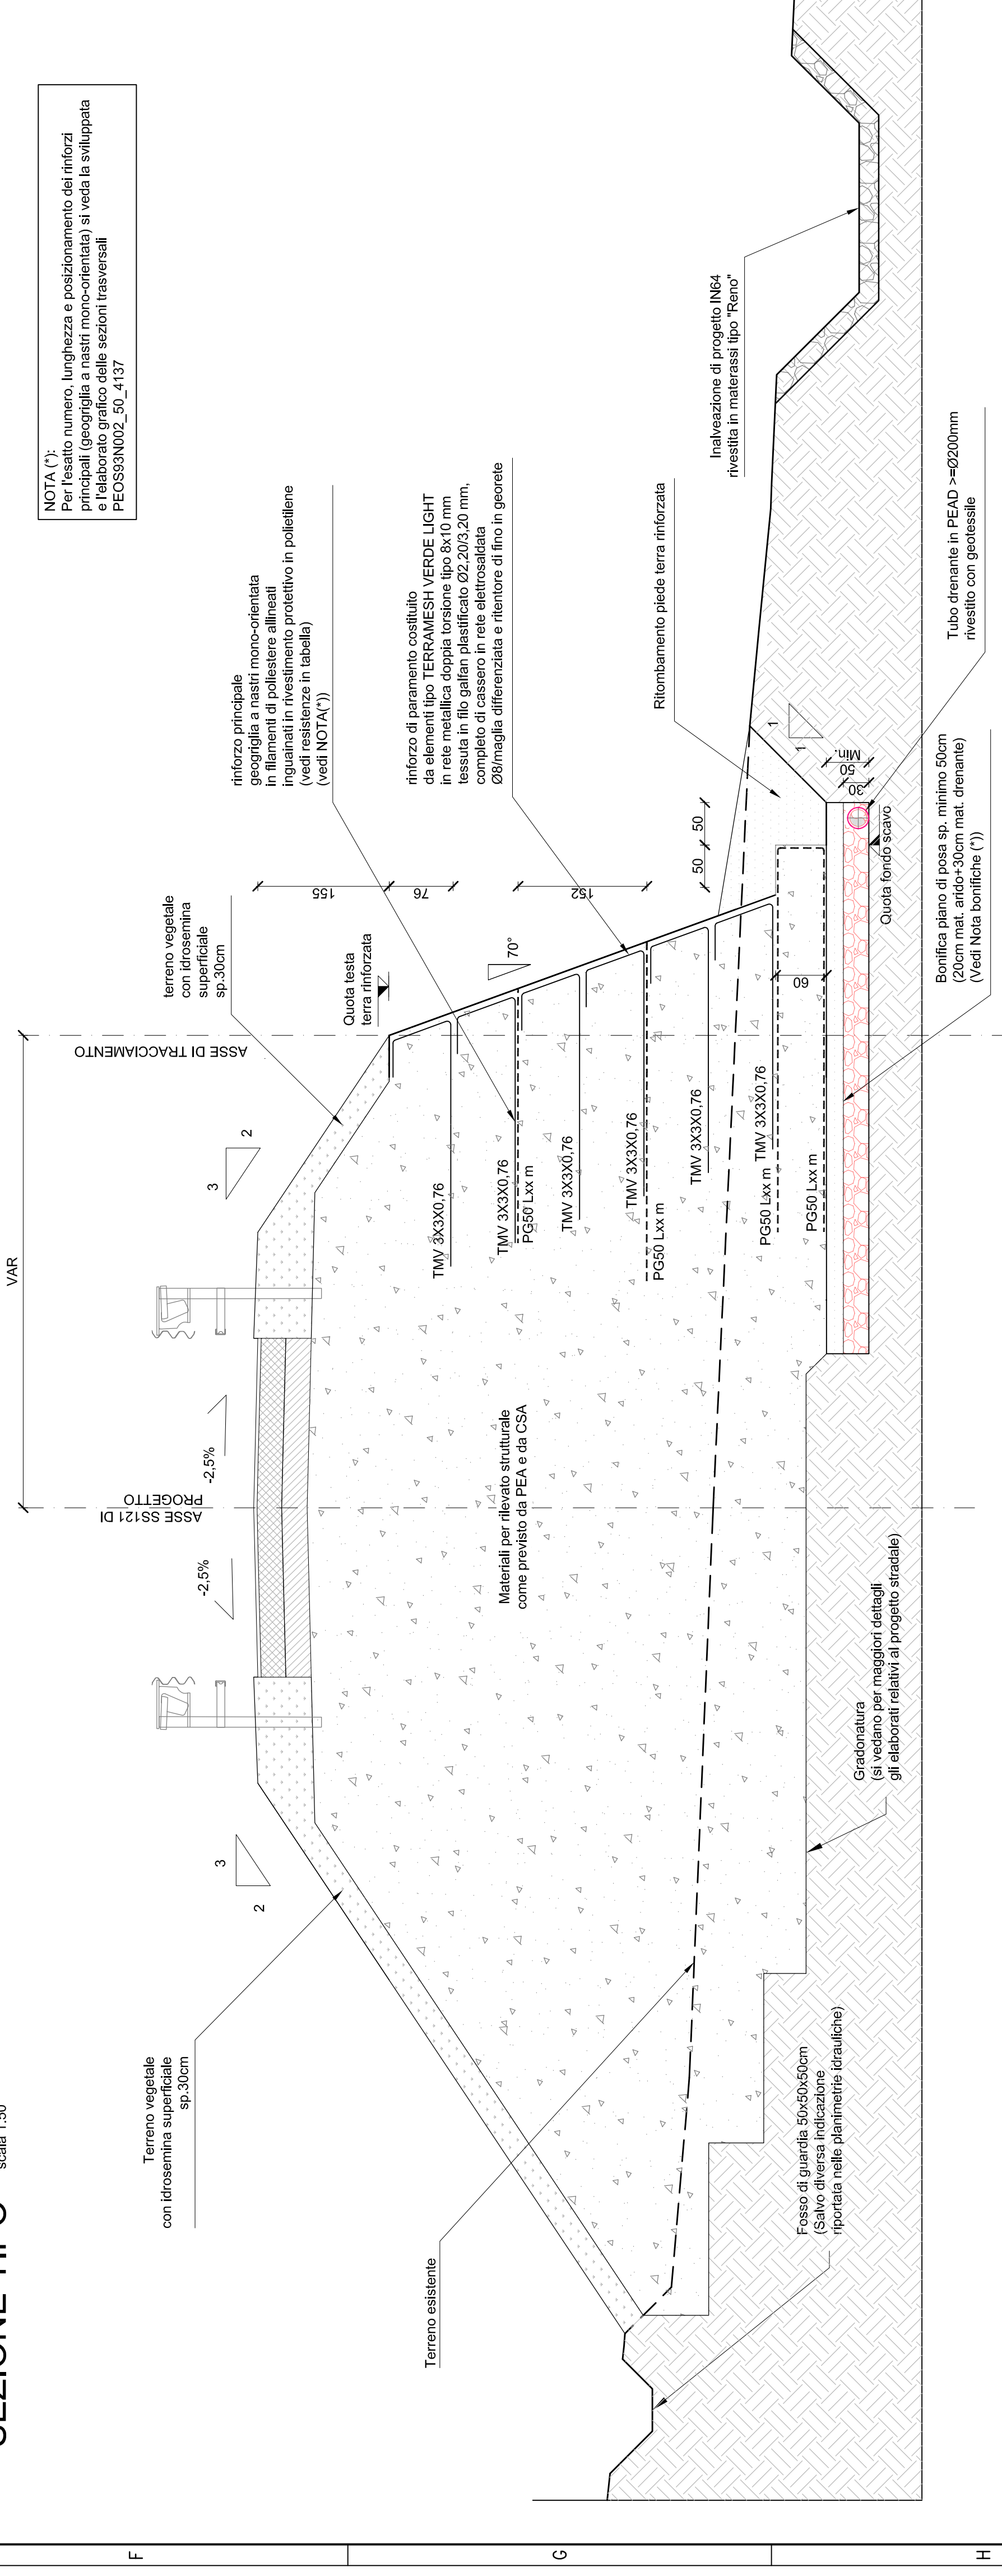 SEZIONE TIPO
scala 1:50
NOTA (*):
Per l'esatto numero, lunghezza e posizionamento dei rinforzi
principali (geogriglia a nastri mono-orientata) si veda la sviluppata
e l'elaborato grafico delle sezioni trasversali
PEOS93N002_50_4137
VAR
ASSE SS121 DI
PROGETTO
ASSE DI TRACCIAMENTO
-2,5%
-2,5%
3
2
3
2
Terreno vegetale
con idrosemina superficiale
sp.30cm
terreno vegetale
con idrosemina
superficiale
sp.30cm
Quota testa
terra rinforzata
155
76
152
70°
rinforzo principale
geogriglia a nastri mono-orientata
in filamenti di poliestere allineati
inguainati in rivestimento protettivo in polietilene
(vedi resistenze in tabella)
(vedi NOTA(*))
rinforzo di paramento costituito
da elementi tipo TERRAMESH VERDE LIGHT
in rete metallica doppia torsione tipo 8x10 mm
tessuta in filo galfan plastificato Ø2,20/3,20 mm,
completo di cassero in rete elettrosaldata
Ø8/maglia differenziata e ritentore di fino in georete
TMV 3X3X0,76
TMV 3X3X0,76
PG50 Lxx m
TMV 3X3X0,76
TMV 3X3X0,76
PG50 Lxx m
TMV 3X3X0,76
TMV 3X3X0,76
PG50 Lxx m
PG50 Lxx m
60
50
50
1
1
Min.
50
30
Materiali per rilevato strutturale
come previsto da PEA e da CSA
Terreno esistente
Ritombamento piede terra rinforzata
Inalveazione di progetto IN64
rivestita in materassi tipo "Reno"
Fosso di guardia 50x50x50cm
(Salvo diversa indicazione
riportata nelle planimetrie idrauliche)
Gradonatura
(si vedano per maggiori dettagli
gli elaborati relativi al progetto stradale)
Quota fondo scavo
Bonifica piano di posa sp. minimo 50cm
(20cm mat. arido+30cm mat. drenante)
(Vedi Nota bonifiche (*))
Tubo drenante in PEAD >=Ø200mm
rivestito con geotessile
F
G
H